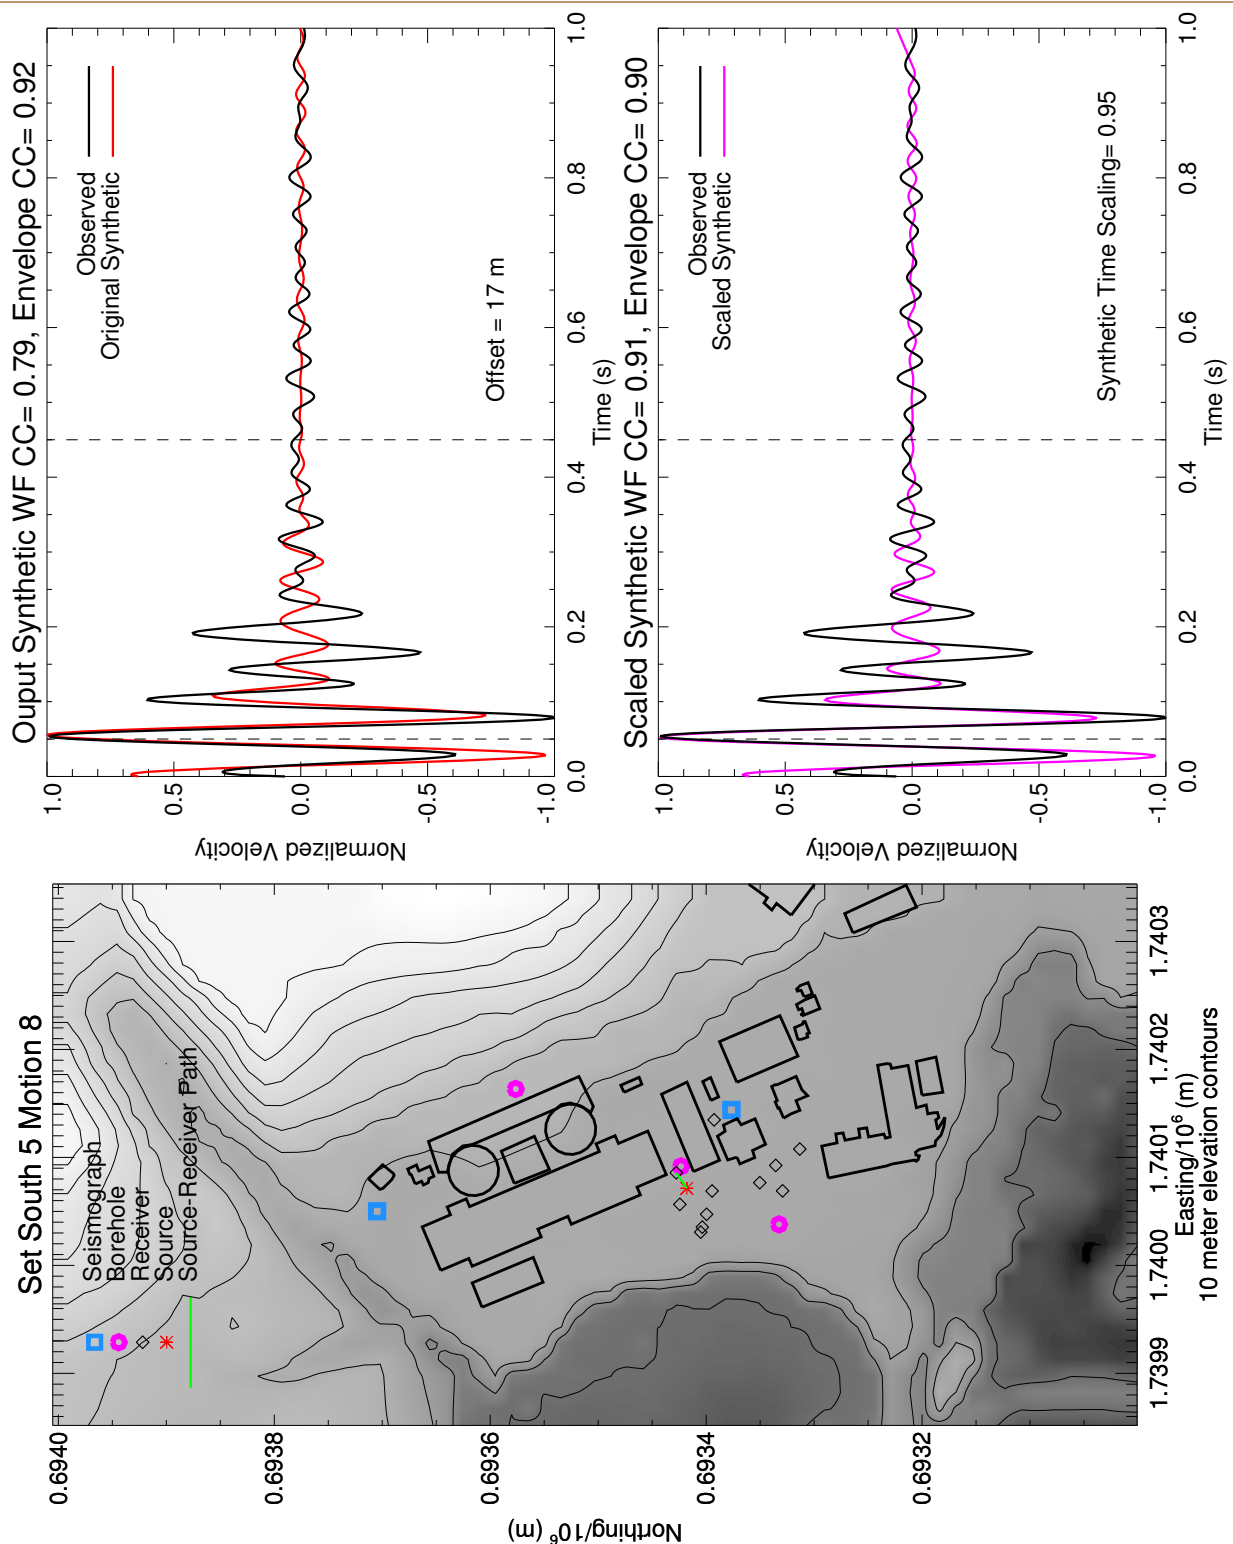 Set South 5 Motion 8
Seismograph
Borehole
Receiver
Source
Source-Receiver Path
0.6940
0.6938
0.6936
0.6934
0.6932
Northing/10⁶ (m)
1.7399
1.7400
1.7401
1.7402
1.7403
Easting/10⁶ (m)
10 meter elevation contours
Ouput Synthetic WF CC= 0.79, Envelope CC= 0.92
Observed
Original Synthetic
Offset = 17 m
1.0
0.5
0.0
-0.5
-1.0
Normalized Velocity
0.0
0.2
0.4
0.6
0.8
1.0
Time (s)
Scaled Synthetic WF CC= 0.91, Envelope CC= 0.90
Observed
Scaled Synthetic
Synthetic Time Scaling= 0.95
1.0
0.5
0.0
-0.5
-1.0
Normalized Velocity
0.0
0.2
0.4
0.6
0.8
1.0
Time (s)